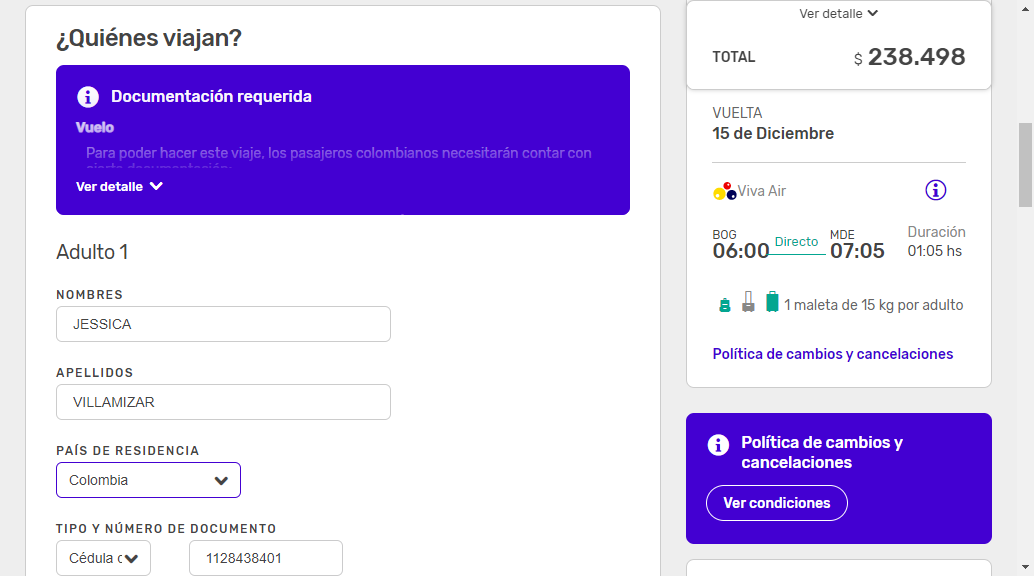 ¿Quiénes viajan?
Documentación requerida
Vuelo
Para poder hacer este viaje, los pasajeros colombianos necesitarán contar con
cierta documentación:
Ver detalle
Adulto 1
NOMBRES
JESSICA
APELLIDOS
VILLAMIZAR
PAÍS DE RESIDENCIA
Colombia
TIPO Y NÚMERO DE DOCUMENTO
Cédula c 1128438401
Ver detalle
TOTAL $ 238.498
VUELTA
15 de Diciembre
Viva Air
BOG Directo MDE Duración
06:00 07:05 01:05 hs
1 maleta de 15 kg por adulto
Política de cambios y cancelaciones
Política de cambios y
cancelaciones
Ver condiciones